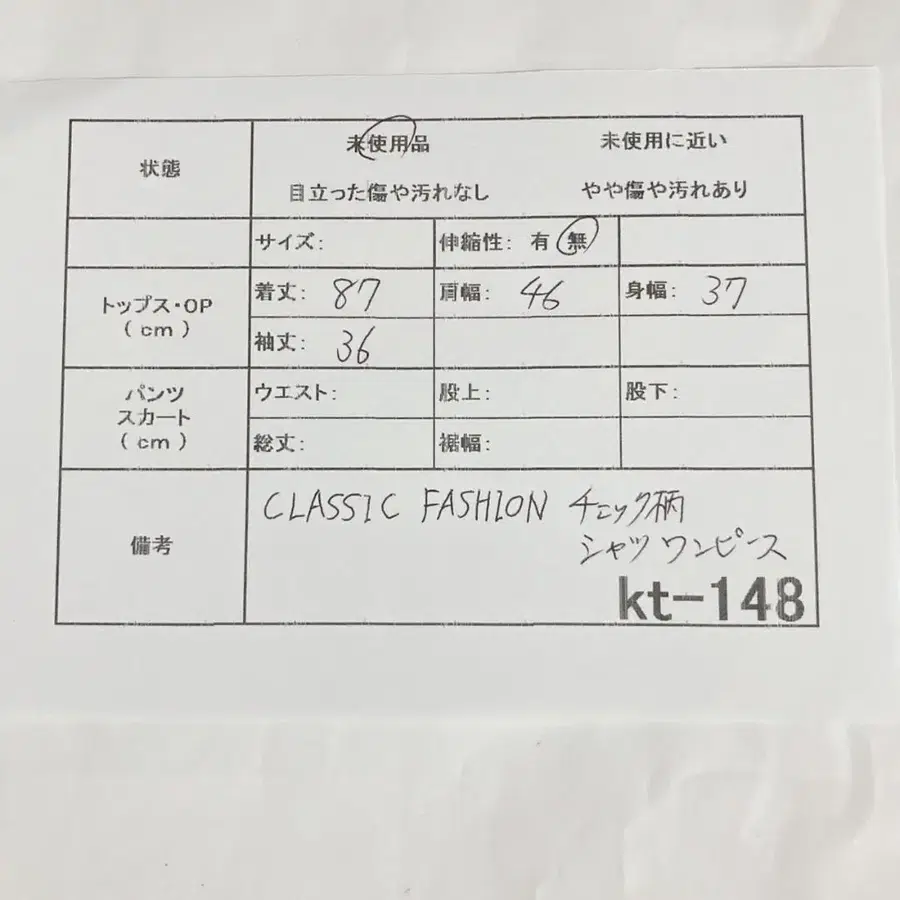 状態
未使用品 未使用に近い
目立った傷や汚れなし やや傷や汚れあり
サイズ: 伸縮性: 有 無
トップス・OP
(cm)
着丈: 87 肩幅: 46 身幅: 37
袖丈: 36
パンツ
スカート
(cm)
ウエスト: 股上: 股下:
総丈: 裾幅:
備考
CLASSIC FASHION チェック柄
シャツワンピース
kt-148